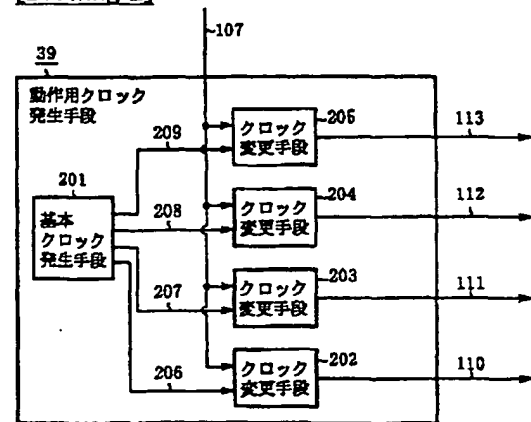 107
39
動作用クロック
発生手段
209
クロック
変更手段
205
113
201
基本
クロック
発生手段
208
クロック
変更手段
204
112
207
クロック
変更手段
203
111
206
クロック
変更手段
202
110